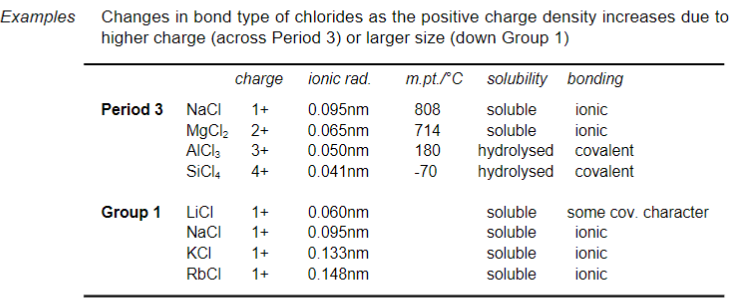 Examples Changes in bond type of chlorides as the positive charge density increases due to
higher charge (across Period 3) or larger size (down Group 1)
charge ionic rad. m.pt./°C solubility bonding
Period 3 NaCl 1+ 0.095nm 808 soluble ionic
MgCl₂ 2+ 0.065nm 714 soluble ionic
AlCl₃ 3+ 0.050nm 180 hydrolysed covalent
SiCl₄ 4+ 0.041nm -70 hydrolysed covalent
Group 1 LiCl 1+ 0.060nm soluble some cov. character
NaCl 1+ 0.095nm soluble ionic
KCl 1+ 0.133nm soluble ionic
RbCl 1+ 0.148nm soluble ionic